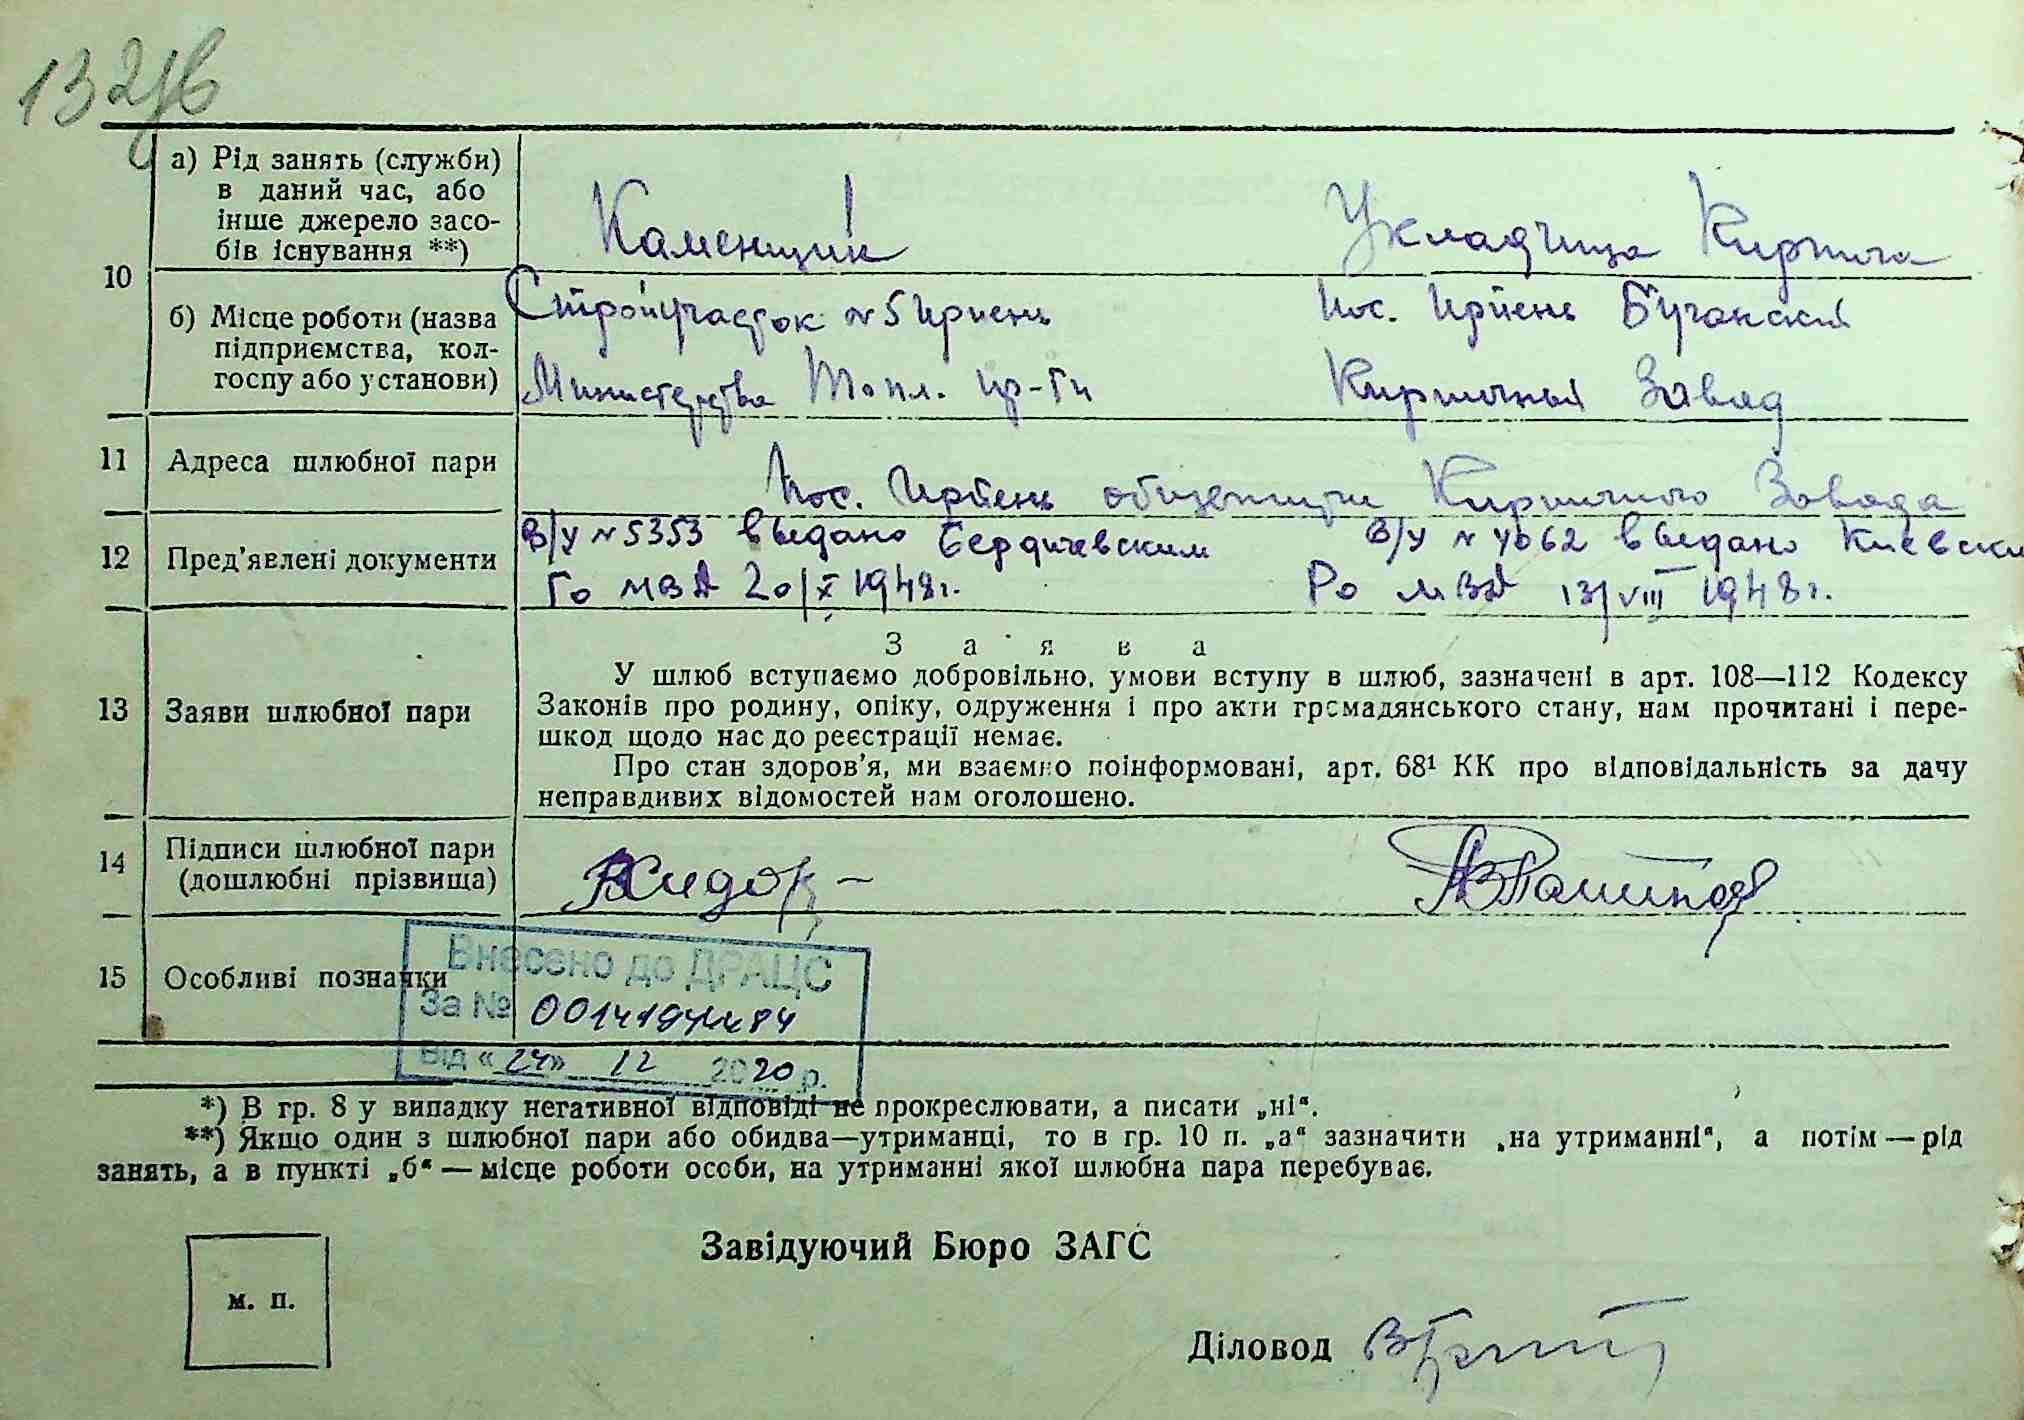 132зв
10
а) Рід занять (служби)
в даний час, або
інше джерело засо-
бів існування **)
Каменщик
Укладчица Кирпича
б) Місце роботи (назва
підприємства, кол-
госпу або установи)
Стройучасток №5 Ирпень
Министерства Топл. пр-ти
Пос. Ирпень Бучанский
Кирпичный Завод
11
Адреса шлюбної пари
Пос. Ирпень общежитие Кирпичного Завода
12
Пред’явлені документи
В/у №5353 выдано Бердичевским
Го МВД 20/X 1948г.
В/у № выдано Киевски
Ро МВД 13/VIII 1948г.
13
Заяви шлюбної пари
Заява
У шлюб вступаємо добровільно, умови вступу в шлюб, зазначені в арт. 108—112 Кодексу
Законів про родину, опіку, одруження і про акти громадянського стану, нам прочитані і пере-
шкод щодо нас до реєстрації немає.
Про стан здоров’я, ми взаємно поінформовані, арт. 68¹ КК про відповідальність за дачу
неправдивих відомостей нам оголошено.
14
Підписи шлюбної пари
(дошлюбні прізвища)
15
Особливі позначки
Внесено до ДРАЦС
За №
Від «24» 12 2020 р.
*) В гр. 8 у випадку негативної відповіді не прокреслювати, а писати „ні“.
**) Якщо один з шлюбної пари або обидва—утриманці, то в гр. 10 п. „а“ зазначити „на утриманні“, а потім — рід
занять, а в пункті „б“ — місце роботи особи, на утриманні якої шлюбна пара перебуває.
м. п.
Завідуючий Бюро ЗАГС
Діловод